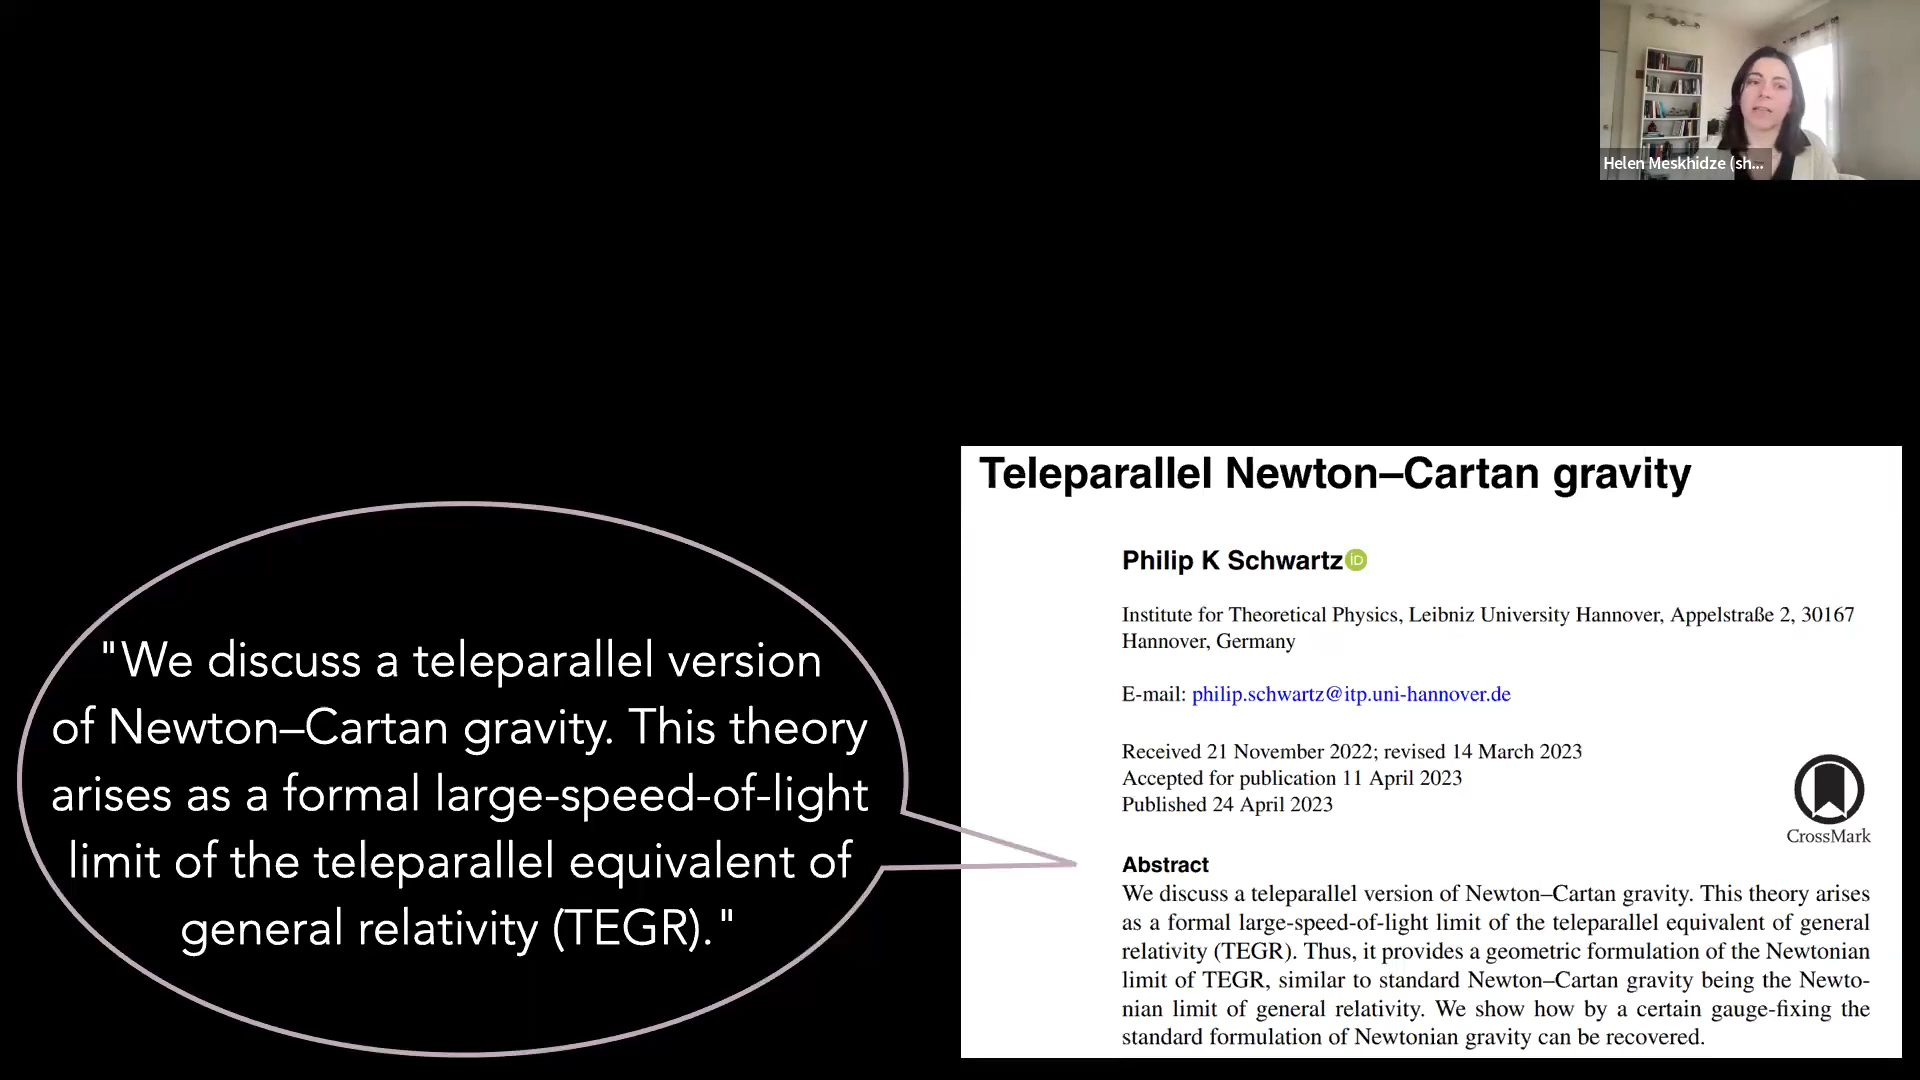 Helen Meskhidze (sh...
Teleparallel Newton–Cartan gravity
Philip K Schwartz
iD
Institute for Theoretical Physics, Leibniz University Hannover, Appelstraße 2, 30167
Hannover, Germany
E-mail: philip.schwartz@itp.uni-hannover.de
Received 21 November 2022; revised 14 March 2023
Accepted for publication 11 April 2023
Published 24 April 2023
CrossMark
Abstract
We discuss a teleparallel version of Newton–Cartan gravity. This theory arises
as a formal large-speed-of-light limit of the teleparallel equivalent of general
relativity (TEGR). Thus, it provides a geometric formulation of the Newtonian
limit of TEGR, similar to standard Newton–Cartan gravity being the Newto-
nian limit of general relativity. We show how by a certain gauge-fixing the
standard formulation of Newtonian gravity can be recovered.
"We discuss a teleparallel version
of Newton–Cartan gravity. This theory
arises as a formal large-speed-of-light
limit of the teleparallel equivalent of
general relativity (TEGR)."